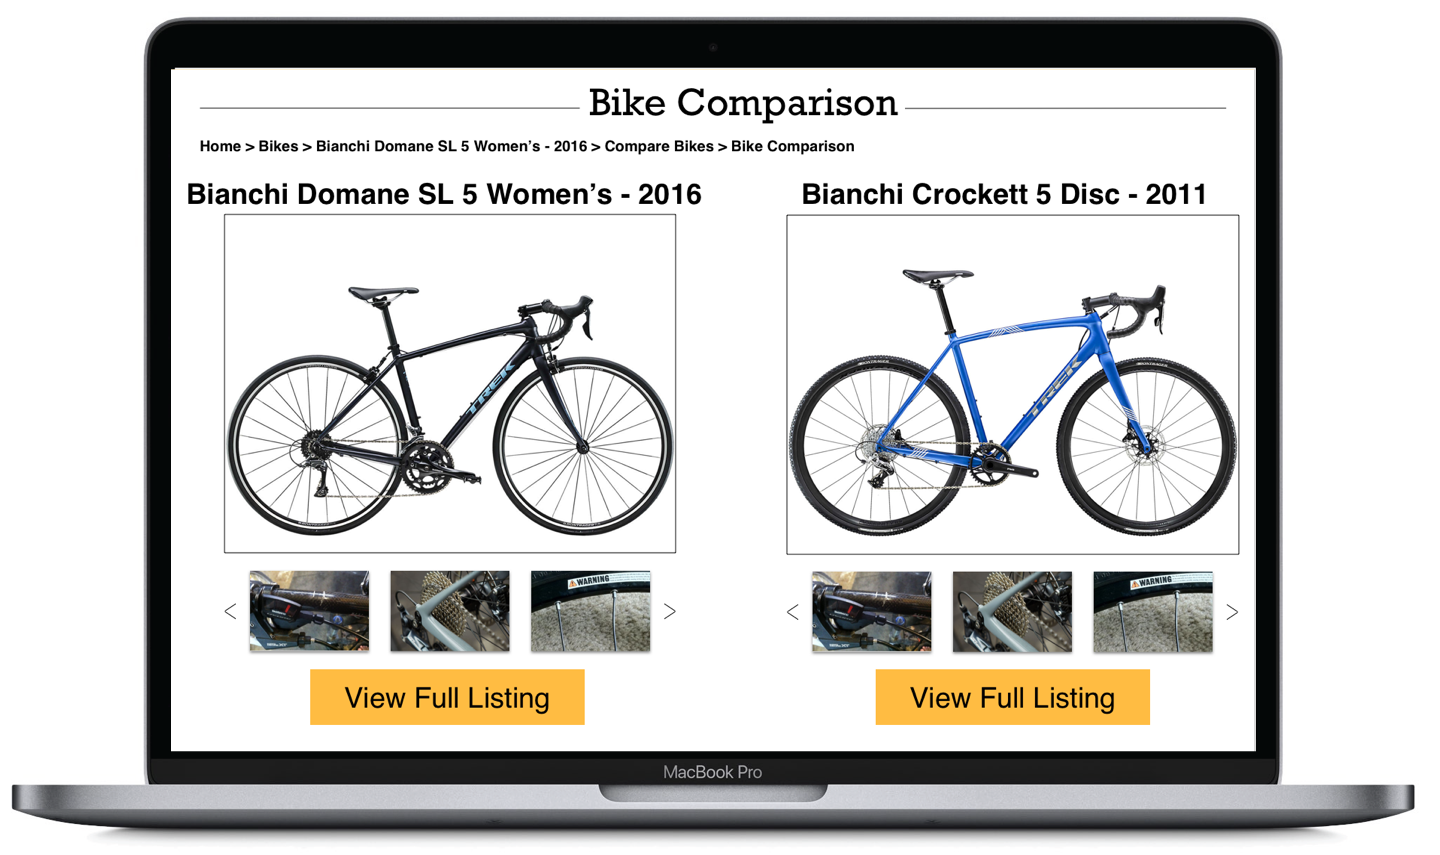 Bike Comparison
Home > Bikes > Bianchi Domane SL 5 Women’s - 2016 > Compare Bikes > Bike Comparison
Bianchi Domane SL 5 Women’s - 2016
Bianchi Crockett 5 Disc - 2011
TREK
TREK
< >
< >
WARNING
WARNING
View Full Listing
View Full Listing
MacBook Pro